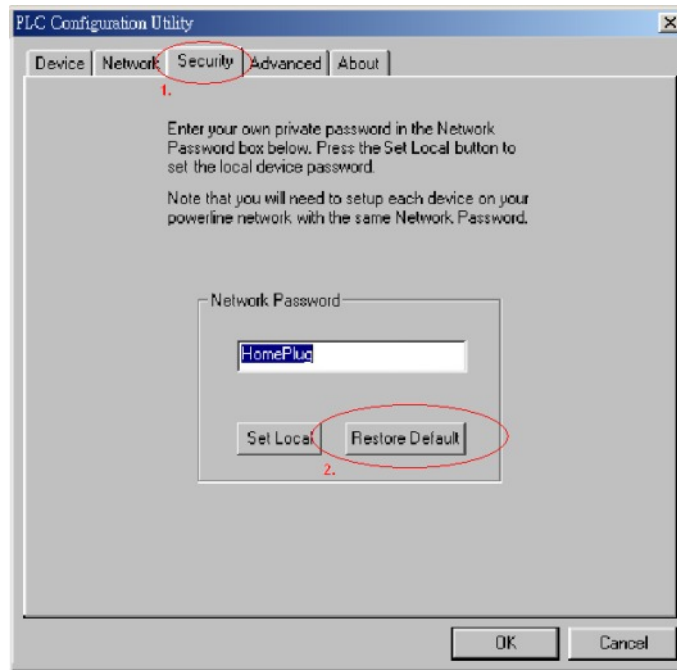 PLC Configuration Utility
Device Network Security Advanced About
1.
Enter your own private password in the Network
Password box below. Press the Set Local button to
set the local device password.
Note that you will need to setup each device on your
powerline network with the same Network Password.
Network Password
HomePlug
Set Local Restore Default
2.
OK Cancel